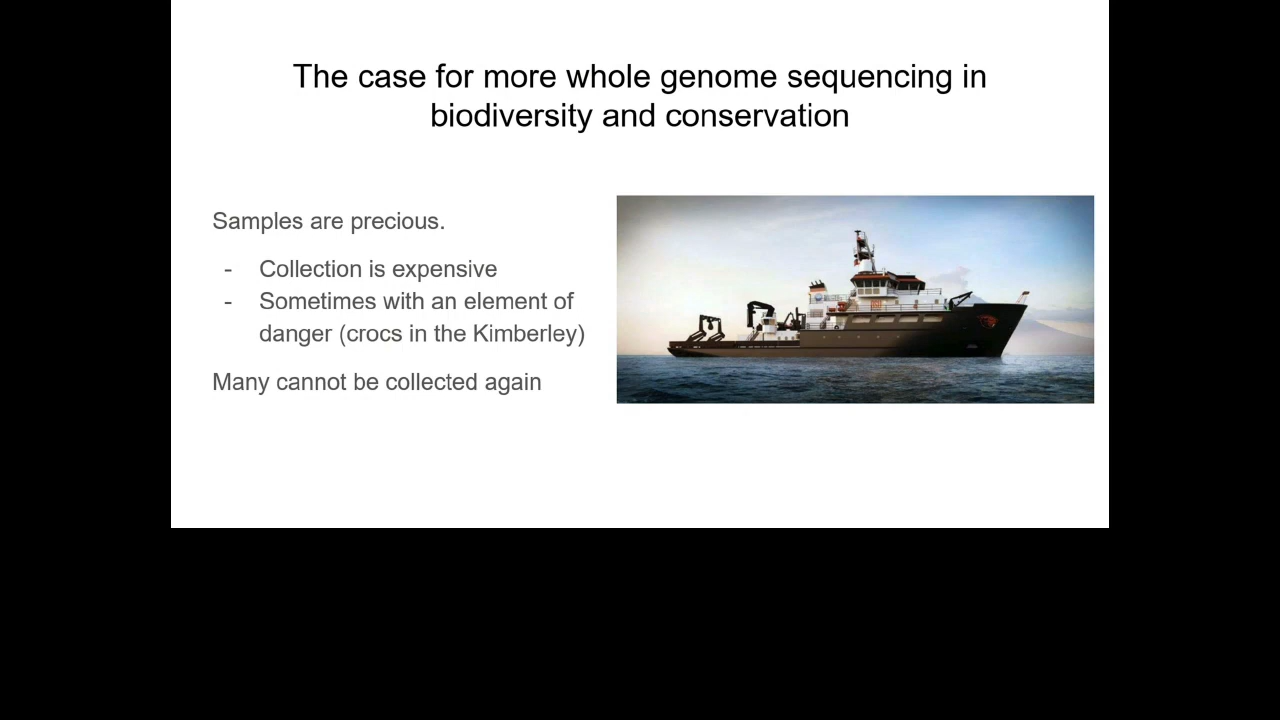 The case for more whole genome sequencing in
biodiversity and conservation
Samples are precious.
- Collection is expensive
- Sometimes with an element of
danger (crocs in the Kimberley)
Many cannot be collected again